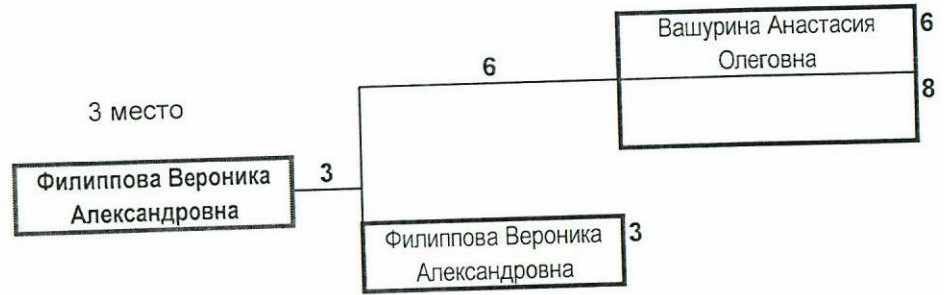 Вашурина Анастасия
Олеговна
6
6
8
3 место
Филиппова Вероника
Александровна
3
Филиппова Вероника
Александровна
3